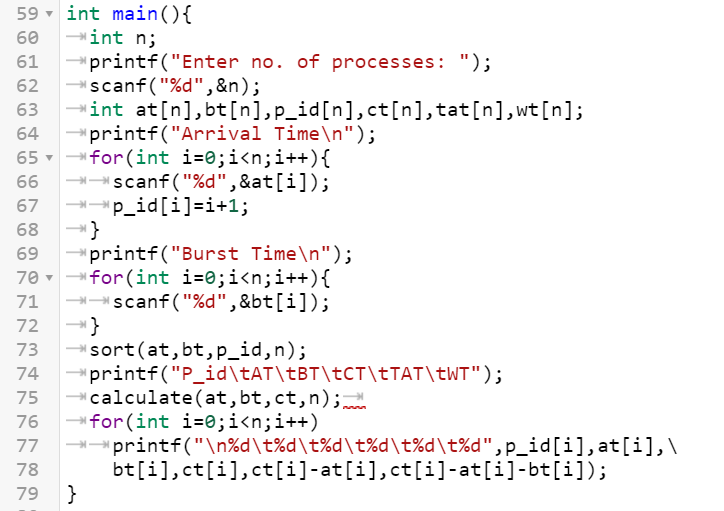 59 int main(){
60 int n;
61 printf("Enter no. of processes: ");
62 scanf("%d",&n);
63 int at[n],bt[n],p_id[n],ct[n],tat[n],wt[n];
64 printf("Arrival Time\n");
65 for(int i=0;i<n;i++){
66 scanf("%d",&at[i]);
67 p_id[i]=i+1;
68 }
69 printf("Burst Time\n");
70 for(int i=0;i<n;i++){
71 scanf("%d",&bt[i]);
72 }
73 sort(at,bt,p_id,n);
74 printf("P_id\tAT\tBT\tCT\tTAT\tWT");
75 calculate(at,bt,ct,n);
76 for(int i=0;i<n;i++)
77 printf("\n%d\t%d\t%d\t%d\t%d\t%d",p_id[i],at[i],\
78 bt[i],ct[i],ct[i]-at[i],ct[i]-at[i]-bt[i]);
79 }